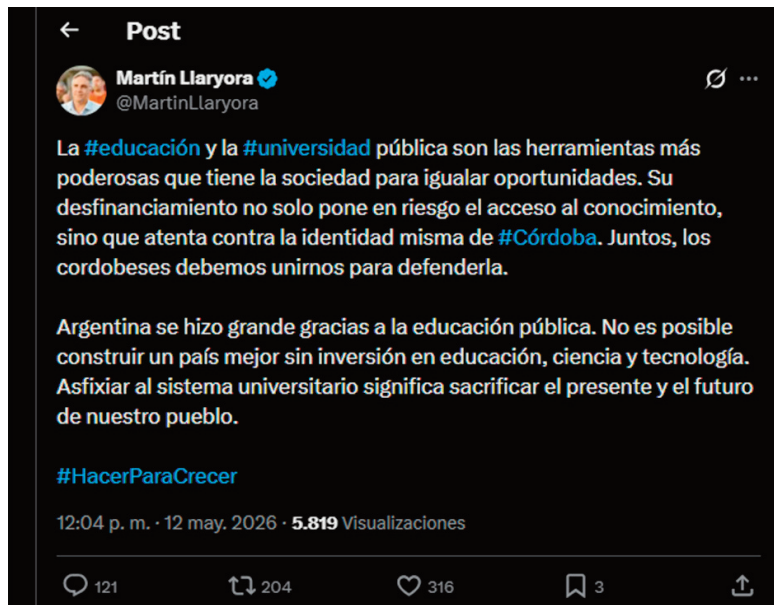 Post
Martín Llaryora
@MartinLlaryora
La #educación y la #universidad pública son las herramientas más
poderosas que tiene la sociedad para igualar oportunidades. Su
desfinanciamiento no solo pone en riesgo el acceso al conocimiento,
sino que atenta contra la identidad misma de #Córdoba. Juntos, los
cordobeses debemos unirnos para defenderla.
Argentina se hizo grande gracias a la educación pública. No es posible
construir un país mejor sin inversión en educación, ciencia y tecnología.
Asfixiar al sistema universitario significa sacrificar el presente y el futuro
de nuestro pueblo.
#HacerParaCrecer
12:04 p. m. · 12 may. 2026 · 5.819 Visualizaciones
121 204 316 3